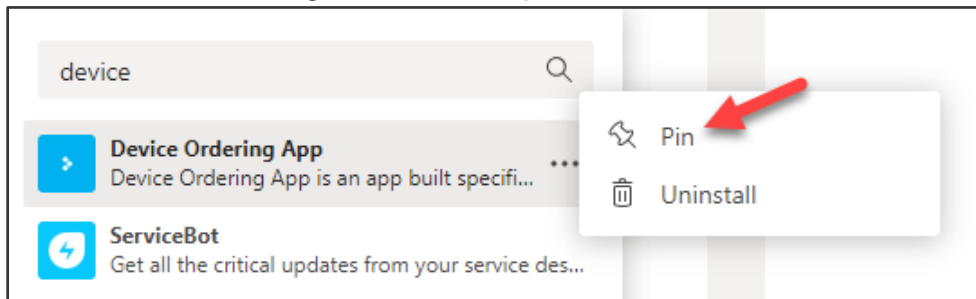 device
Device Ordering App
Device Ordering App is an app built specifi...
ServiceBot
Get all the critical updates from your service des...
Pin
Uninstall